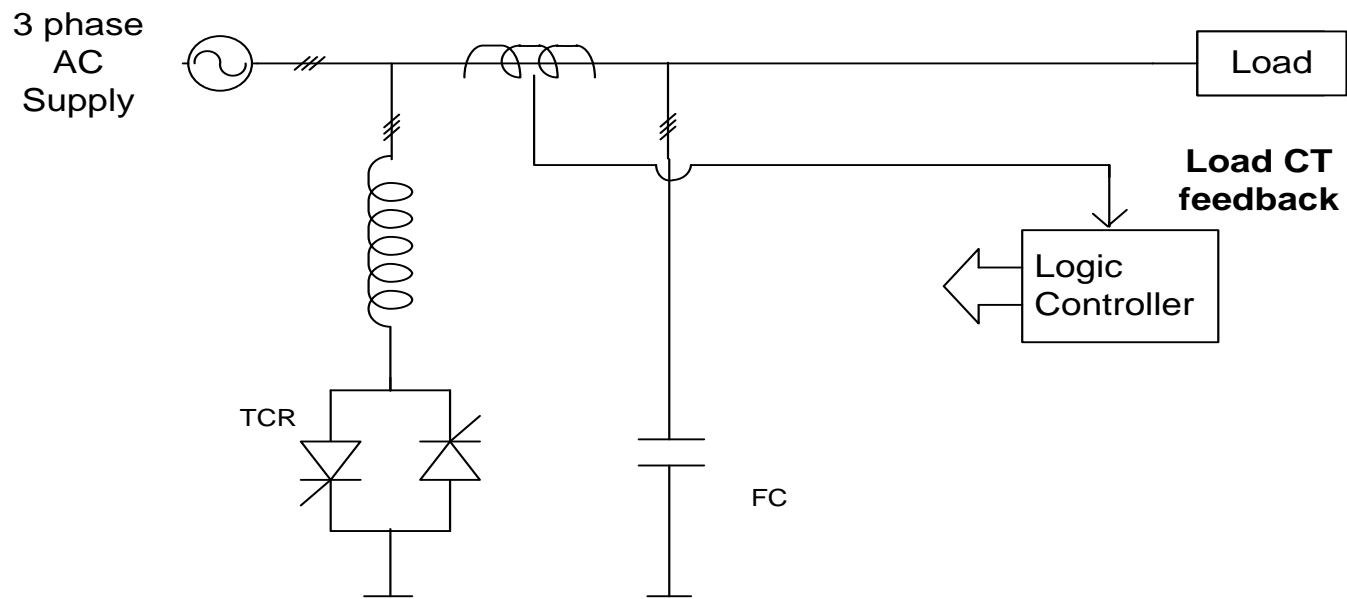 3 phase
AC
Supply
Load
Load CT
feedback
Logic
Controller
TCR
FC